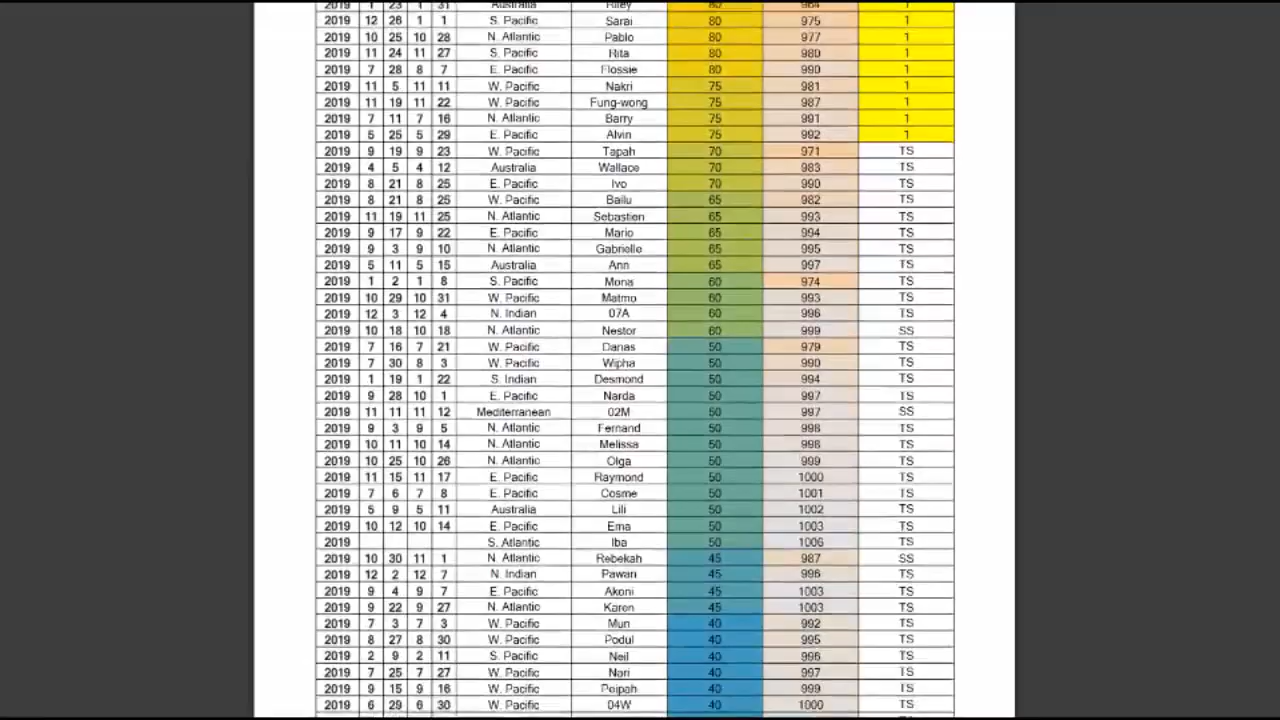 2019 1 23 1 31 Australia Riley 80 964 1
2019 12 26 1 1 S. Pacific Sarai 80 975 1
2019 10 25 10 28 N. Atlantic Pablo 80 977 1
2019 11 24 11 27 S. Pacific Rita 80 980 1
2019 7 28 8 7 E. Pacific Flossie 80 990 1
2019 11 5 11 11 W. Pacific Nakri 75 981 1
2019 11 19 11 22 W. Pacific Fung-wong 75 987 1
2019 7 11 7 16 N. Atlantic Barry 75 991 1
2019 5 25 5 29 E. Pacific Alvin 75 992 1
2019 9 19 9 23 W. Pacific Tapah 70 971 TS
2019 4 5 4 12 Australia Wallace 70 983 TS
2019 8 21 8 25 E. Pacific Ivo 70 990 TS
2019 8 21 8 25 W. Pacific Bailu 65 982 TS
2019 11 19 11 25 N. Atlantic Sebastien 65 993 TS
2019 9 17 9 22 E. Pacific Mario 65 994 TS
2019 9 3 9 10 N. Atlantic Gabrielle 65 995 TS
2019 5 11 5 15 Australia Ann 65 997 TS
2019 1 2 1 8 S. Pacific Mona 60 974 TS
2019 10 29 10 31 W. Pacific Matmo 60 993 TS
2019 12 3 12 4 N. Indian 07A 60 996 TS
2019 10 18 10 18 N. Atlantic Nestor 60 999 SS
2019 7 16 7 21 W. Pacific Danas 50 979 TS
2019 7 30 8 3 W. Pacific Wipha 50 990 TS
2019 1 19 1 22 S. Indian Desmond 50 994 TS
2019 9 28 10 1 E. Pacific Narda 50 997 TS
2019 11 11 11 12 Mediterranean 02M 50 997 SS
2019 9 3 9 5 N. Atlantic Fernand 50 998 TS
2019 10 11 10 14 N. Atlantic Melissa 50 998 TS
2019 10 25 10 26 N. Atlantic Olga 50 999 TS
2019 11 15 11 17 E. Pacific Raymond 50 1000 TS
2019 7 6 7 8 E. Pacific Cosme 50 1001 TS
2019 5 9 5 11 Australia Lili 50 1002 TS
2019 10 12 10 14 E. Pacific Ema 50 1003 TS
2019 S. Atlantic Iba 50 1006 TS
2019 10 30 11 1 N. Atlantic Rebekah 45 987 SS
2019 12 2 12 7 N. Indian Pawan 45 996 TS
2019 9 4 9 7 E. Pacific Akoni 45 1003 TS
2019 9 22 9 27 N. Atlantic Karen 45 1003 TS
2019 7 3 7 3 W. Pacific Mun 40 992 TS
2019 8 27 8 30 W. Pacific Podul 40 995 TS
2019 2 9 2 11 S. Pacific Neil 40 996 TS
2019 7 25 7 27 W. Pacific Nari 40 997 TS
2019 9 15 9 16 W. Pacific Peipah 40 999 TS
2019 6 29 6 30 W. Pacific 04W 40 1000 TS